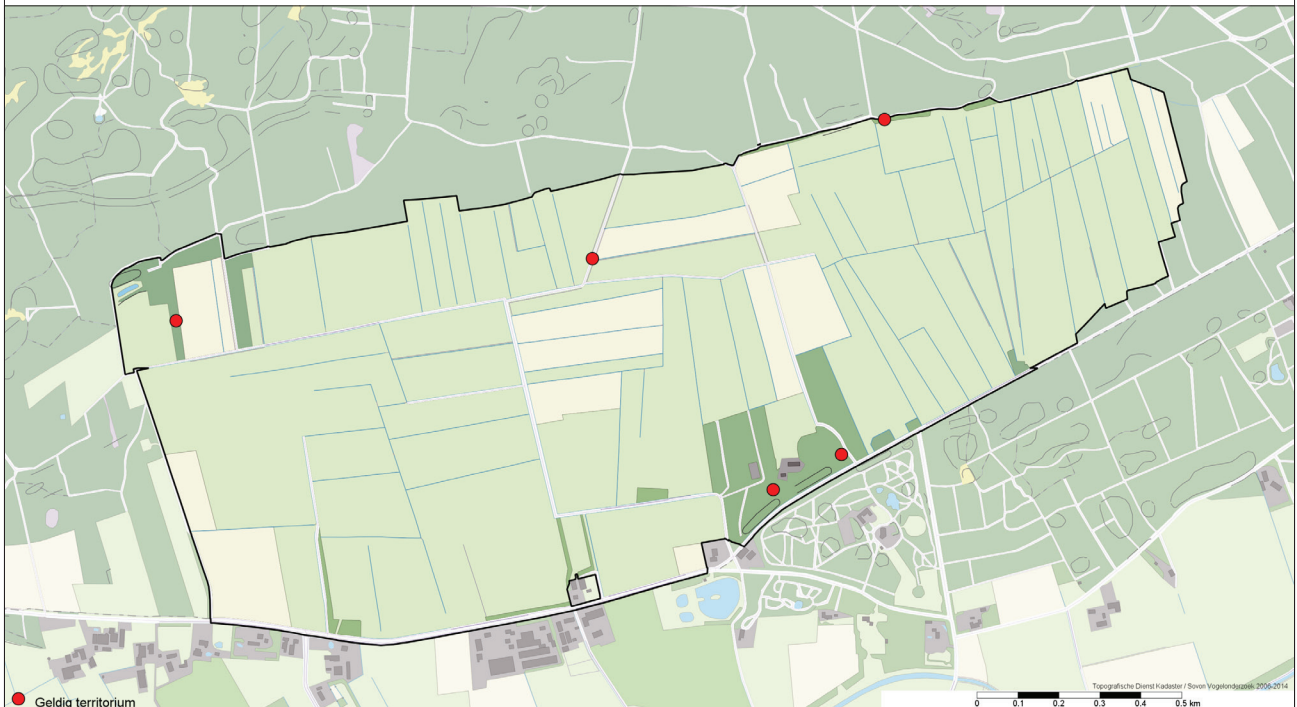 Topografische Dienst Kadaster / Sovon Vogelonderzoek 2006-2014
Geldig territorium
0 0.1 0.2 0.3 0.4 0.5 km